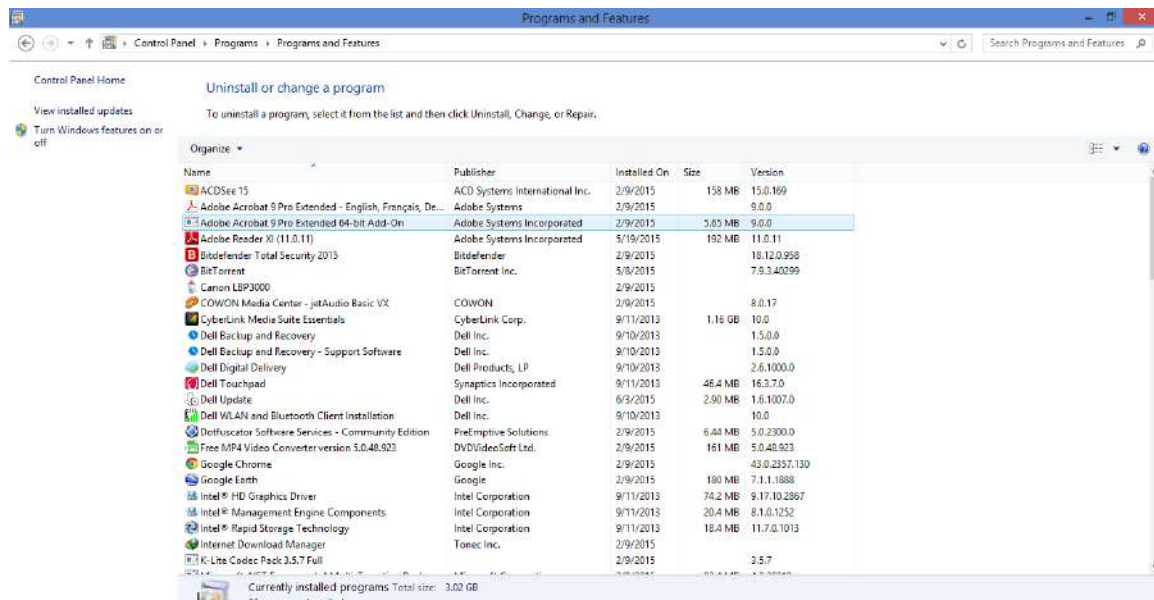 Programs and Features
Control Panel › Programs › Programs and Features
Search Programs and Features
Control Panel Home
View installed updates
Turn Windows features on or
off
Uninstall or change a program
To uninstall a program, select it from the list and then click Uninstall, Change, or Repair.
Organize
Name Publisher Installed On Size Version
ACDSee 15 ACD Systems International Inc. 2/9/2015 158 MB 15.0.169
Adobe Acrobat 9 Pro Extended - English, Français, De... Adobe Systems 2/9/2015 9.0.0
Adobe Acrobat 9 Pro Extended 64-bit Add-On Adobe Systems Incorporated 2/9/2015 5.65 MB 9.0.0
Adobe Reader XI (11.0.11) Adobe Systems Incorporated 5/19/2015 192 MB 11.0.11
Bitdefender Total Security 2015 Bitdefender 2/9/2015 18.12.0.958
BitTorrent BitTorrent Inc. 5/8/2015 7.9.3.40299
Canon LBP3000 2/9/2015
COWON Media Center - jetAudio Basic VX COWON 2/9/2015 8.0.17
CyberLink Media Suite Essentials CyberLink Corp. 9/11/2013 1.16 GB 10.0
Dell Backup and Recovery Dell Inc. 9/10/2013 1.5.0.0
Dell Backup and Recovery - Support Software Dell Inc. 9/10/2013 1.5.0.0
Dell Digital Delivery Dell Products, LP 9/10/2013 2.6.1000.0
Dell Touchpad Synaptics Incorporated 9/11/2013 46.4 MB 16.3.7.0
Dell Update Dell Inc. 6/3/2015 2.90 MB 1.6.1007.0
Dell WLAN and Bluetooth Client Installation Dell Inc. 9/10/2013 10.0
Dotfuscator Software Services - Community Edition PreEmptive Solutions 2/9/2015 6.44 MB 5.0.2300.0
Free MP4 Video Converter version 5.0.48.923 DVDVideoSoft Ltd. 2/9/2015 161 MB 5.0.48.923
Google Chrome Google Inc. 2/9/2015 43.0.2357.130
Google Earth Google 2/9/2015 180 MB 7.1.1.1888
Intel® HD Graphics Driver Intel Corporation 9/11/2013 74.2 MB 9.17.10.2867
Intel® Management Engine Components Intel Corporation 9/11/2013 20.4 MB 8.1.0.1252
Intel® Rapid Storage Technology Intel Corporation 9/11/2013 18.4 MB 11.7.0.1013
Internet Download Manager Tonec Inc. 2/9/2015
K-Lite Codec Pack 3.5.7 Full 2/9/2015 3.5.7
Currently installed programs Total size: 3.02 GB